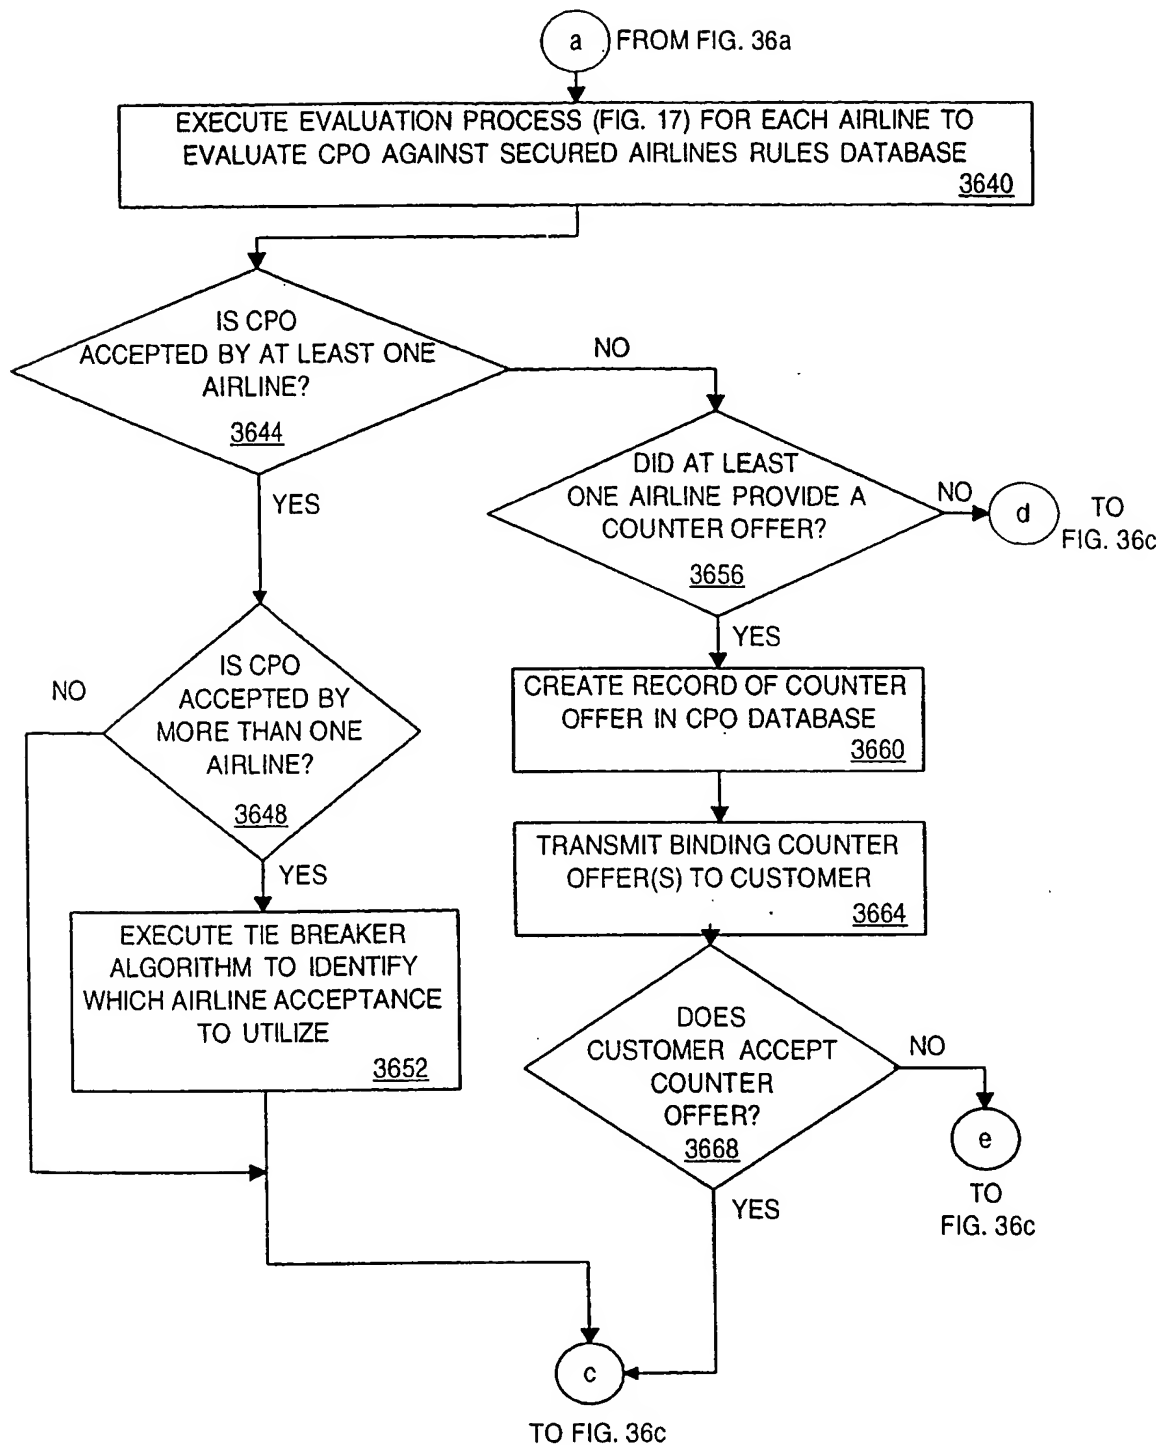 a
FROM FIG. 36a
EXECUTE EVALUATION PROCESS (FIG. 17) FOR EACH AIRLINE TO
EVALUATE CPO AGAINST SECURED AIRLINES RULES DATABASE
3640
IS CPO
ACCEPTED BY AT LEAST ONE
AIRLINE?
3644
NO
YES
DID AT LEAST
ONE AIRLINE PROVIDE A
COUNTER OFFER?
3656
NO
d
TO
FIG. 36c
YES
IS CPO
ACCEPTED BY
MORE THAN ONE
AIRLINE?
3648
NO
YES
CREATE RECORD OF COUNTER
OFFER IN CPO DATABASE
3660
TRANSMIT BINDING COUNTER
OFFER(S) TO CUSTOMER
3664
EXECUTE TIE BREAKER
ALGORITHM TO IDENTIFY
WHICH AIRLINE ACCEPTANCE
TO UTILIZE
3652
DOES
CUSTOMER ACCEPT
COUNTER
OFFER?
3668
NO
e
TO
FIG. 36c
YES
c
TO FIG. 36c